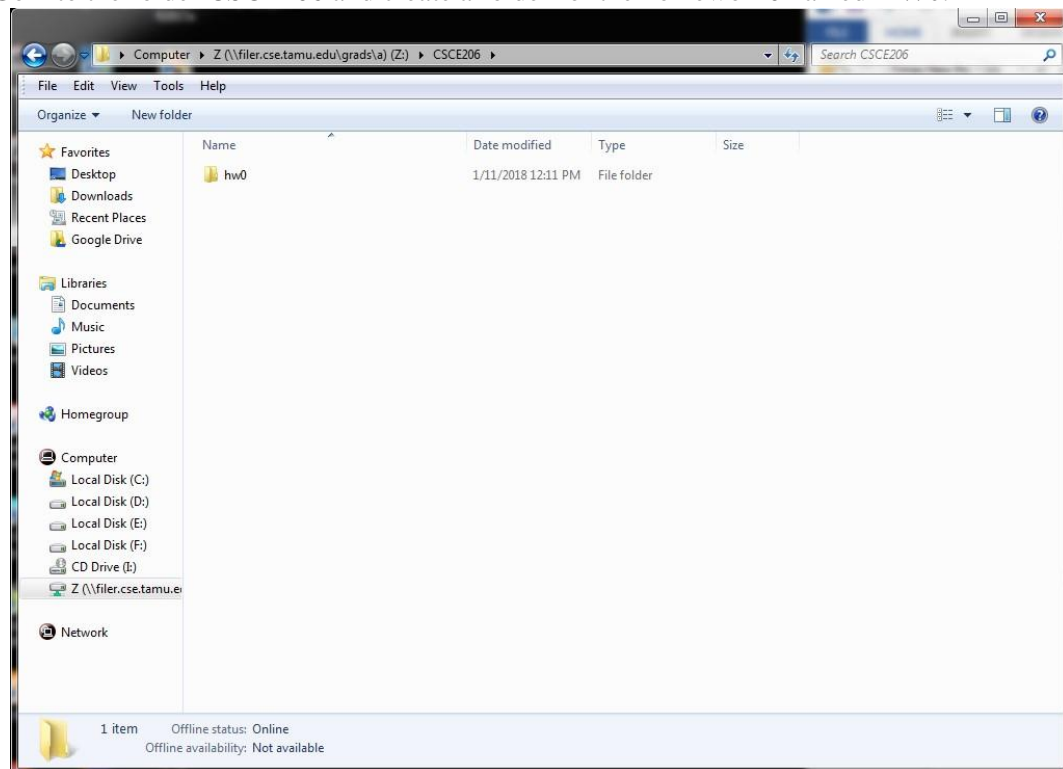 Computer ▸ Z (\\filer.cse.tamu.edu\grads\a) (Z:) ▸ CSCE206 ▸
Search CSCE206
File Edit View Tools Help
Organize ▾ New folder
Name Date modified Type Size
hw0 1/11/2018 12:11 PM File folder
Favorites
Desktop
Downloads
Recent Places
Google Drive
Libraries
Documents
Music
Pictures
Videos
Homegroup
Computer
Local Disk (C:)
Local Disk (D:)
Local Disk (E:)
Local Disk (F:)
CD Drive (I:)
Z (\\filer.cse.tamu.e
Network
1 item Offline status: Online
Offline availability: Not available